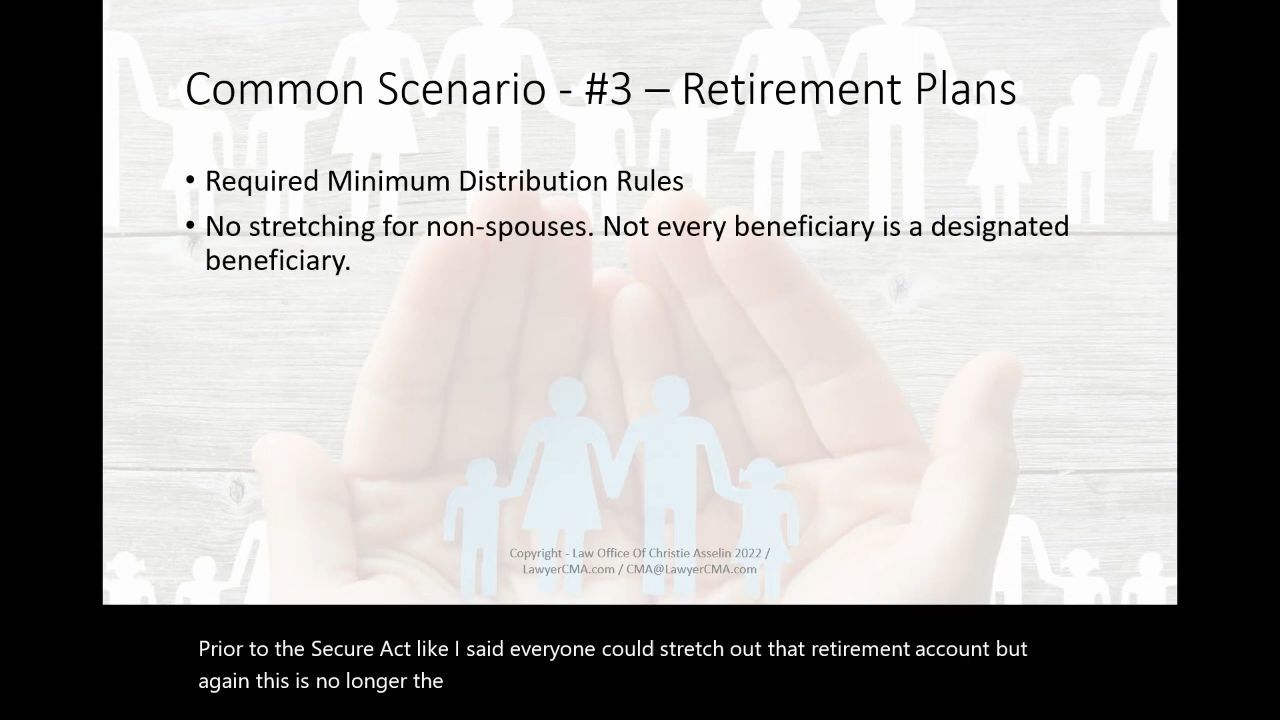 Common Scenario - #3 – Retirement Plans
• Required Minimum Distribution Rules
• No stretching for non-spouses. Not every beneficiary is a designated
beneficiary.
Copyright - Law Office Of Christie Asselin 2022 /
LawyerCMA.com / CMA@LawyerCMA.com
Prior to the Secure Act like I said everyone could stretch out that retirement account but
again this is no longer the